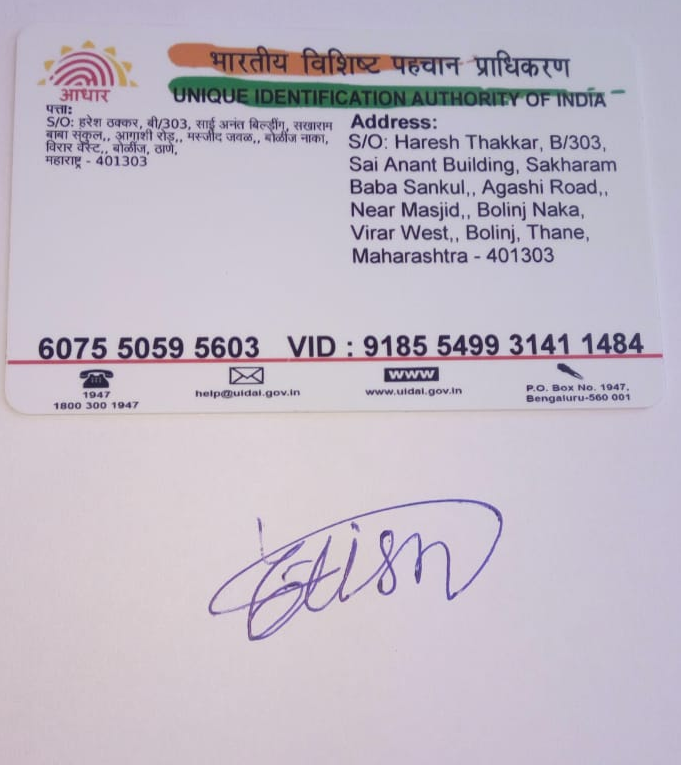 भारतीय विशिष्ट पहचान प्राधिकरण
आधार
UNIQUE IDENTIFICATION AUTHORITY OF INDIA
पत्ता:
S/O: हरेश ठक्कर, बी/303, साई अनंत बिल्डींग, सखाराम
बाबा संकुल,, आगाशी रोड,, मस्जीद जवळ,, बोळींज नाका,
विरार वेस्ट,, बोळींज, ठाणे,
महाराष्ट्र - 401303
Address:
S/O: Haresh Thakkar, B/303,
Sai Anant Building, Sakharam
Baba Sankul,, Agashi Road,,
Near Masjid,, Bolinj Naka,
Virar West,, Bolinj, Thane,
Maharashtra - 401303
6075 5059 5603 VID : 9185 5499 3141 1484
1947
1800 300 1947
help@uidai.gov.in
www
www.uidai.gov.in
P.O. Box No. 1947,
Bengaluru-560 001